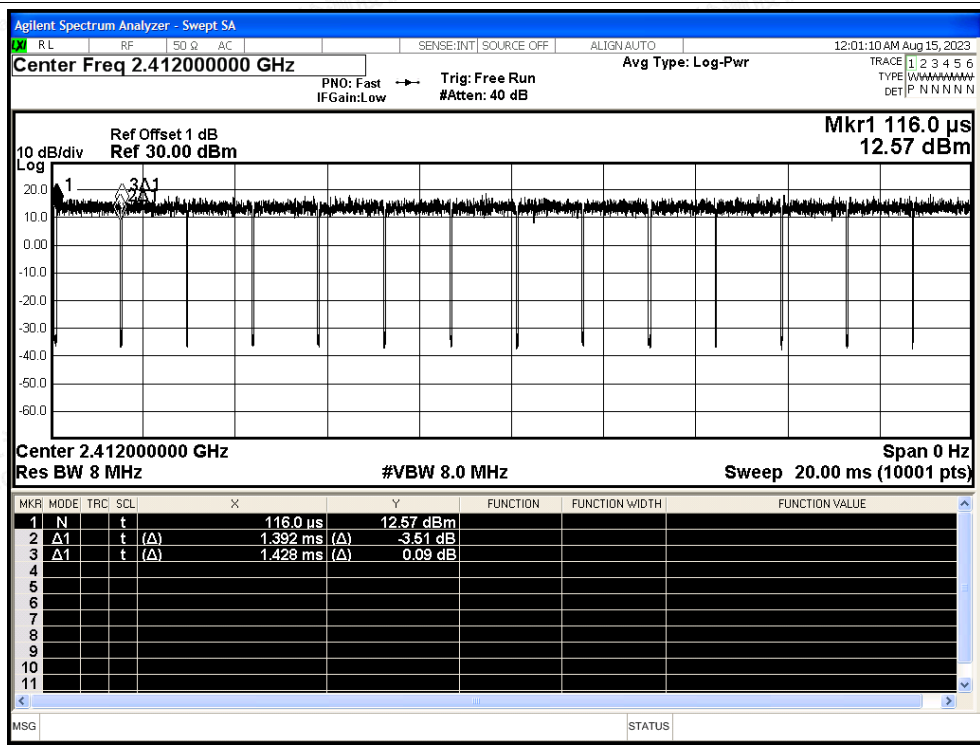 Agilent Spectrum Analyzer - Swept SA
LXI RL RF 50 Ω AC SENSE:INT SOURCE OFF ALIGN AUTO 12:01:10 AM Aug 15, 2023
Center Freq 2.412000000 GHz Avg Type: Log-Pwr TRACE 1 2 3 4 5 6
PNO: Fast Trig: Free Run TYPE WWWWWW
IFGain:Low #Atten: 40 dB DET P N N N N N
Mkr1 116.0 µs
Ref Offset 1 dB
10 dB/div Ref 30.00 dBm 12.57 dBm
Log
1 3Δ1
20.0
2Δ1
10.0
0.00
-10.0
-20.0
-30.0
-40.0
-50.0
-60.0
Center 2.412000000 GHz Span 0 Hz
Res BW 8 MHz #VBW 8.0 MHz Sweep 20.00 ms (10001 pts)
MKR MODE TRC SCL X Y FUNCTION FUNCTION WIDTH FUNCTION VALUE
1 N t 116.0 µs 12.57 dBm
2 Δ1 t (Δ) 1.392 ms (Δ) -3.51 dB
3 Δ1 t (Δ) 1.428 ms (Δ) 0.09 dB
4
5
6
7
8
9
10
11
MSG STATUS